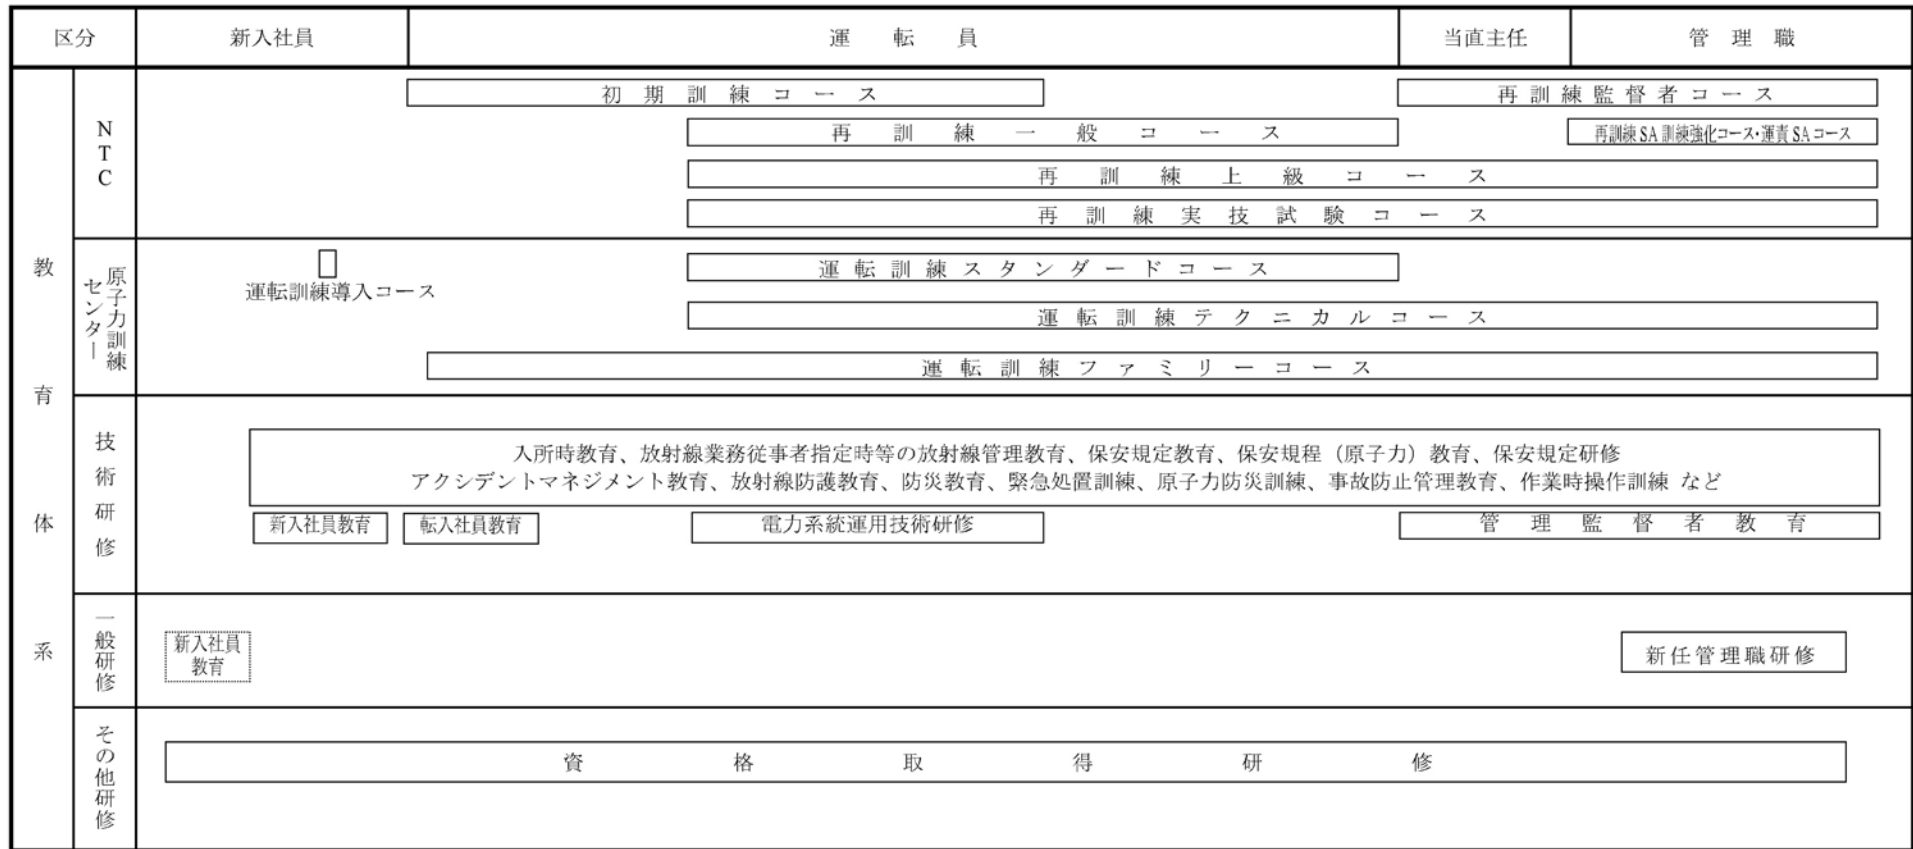 区分
新入社員
運転員
当直主任
管理職
教育体系
NTC
初期訓練コース
再訓練監督者コース
再訓練一般コース
再訓練SA訓練強化コース・運責SAコース
再訓練上級コース
再訓練実技試験コース
原子力訓練
センター
運転訓練導入コース
運転訓練スタンダードコース
運転訓練テクニカルコース
運転訓練ファミリーコース
技術研修
入所時教育、放射線業務従事者指定時等の放射線管理教育、保安規定教育、保安規程（原子力）教育、保安規定研修
アクシデントマネジメント教育、放射線防護教育、防災教育、緊急処置訓練、原子力防災訓練、事故防止管理教育、作業時操作訓練 など
新入社員教育
転入社員教育
電力系統運用技術研修
管理監督者教育
一般研修
新入社員
教育
新任管理職研修
その他研修
資格取得研修